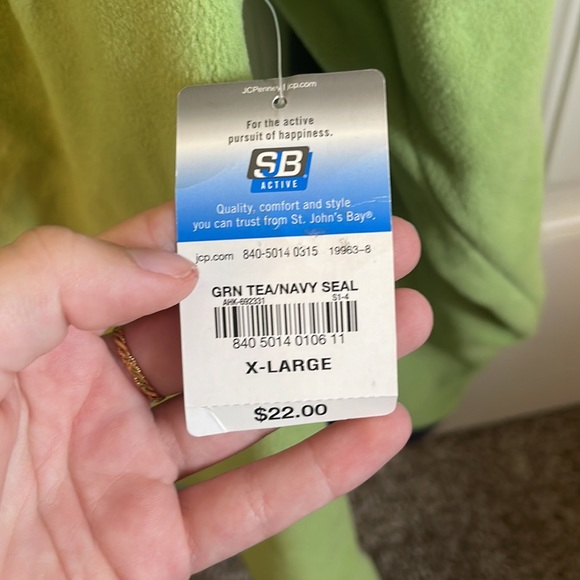 JCPenney | jcp.com
For the active
pursuit of happiness.
SB
ACTIVE
Quality, comfort and style
you can trust from St. John's Bay®.
jcp.com 840-5014 0315 19963-8
GRN TEA/NAVY SEAL
AHK-692331 S1-4
840 5014 0106 11
X-LARGE
$22.00